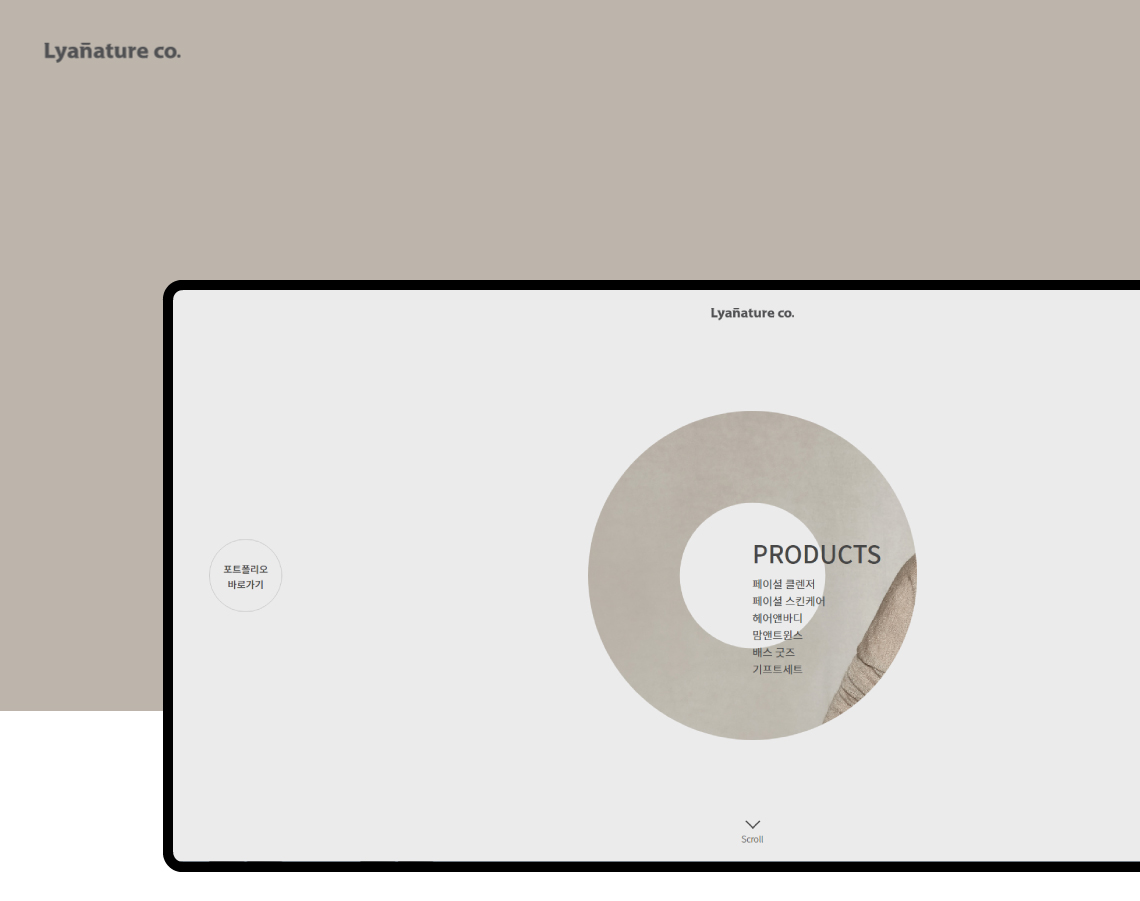 Lyañature co.
Lyañature co.
포트폴리오
바로가기
PRODUCTS
페이셜 클렌저
페이셜 스킨케어
헤어앤바디
맘앤트윈스
배스 굿즈
기프트세트
Scroll